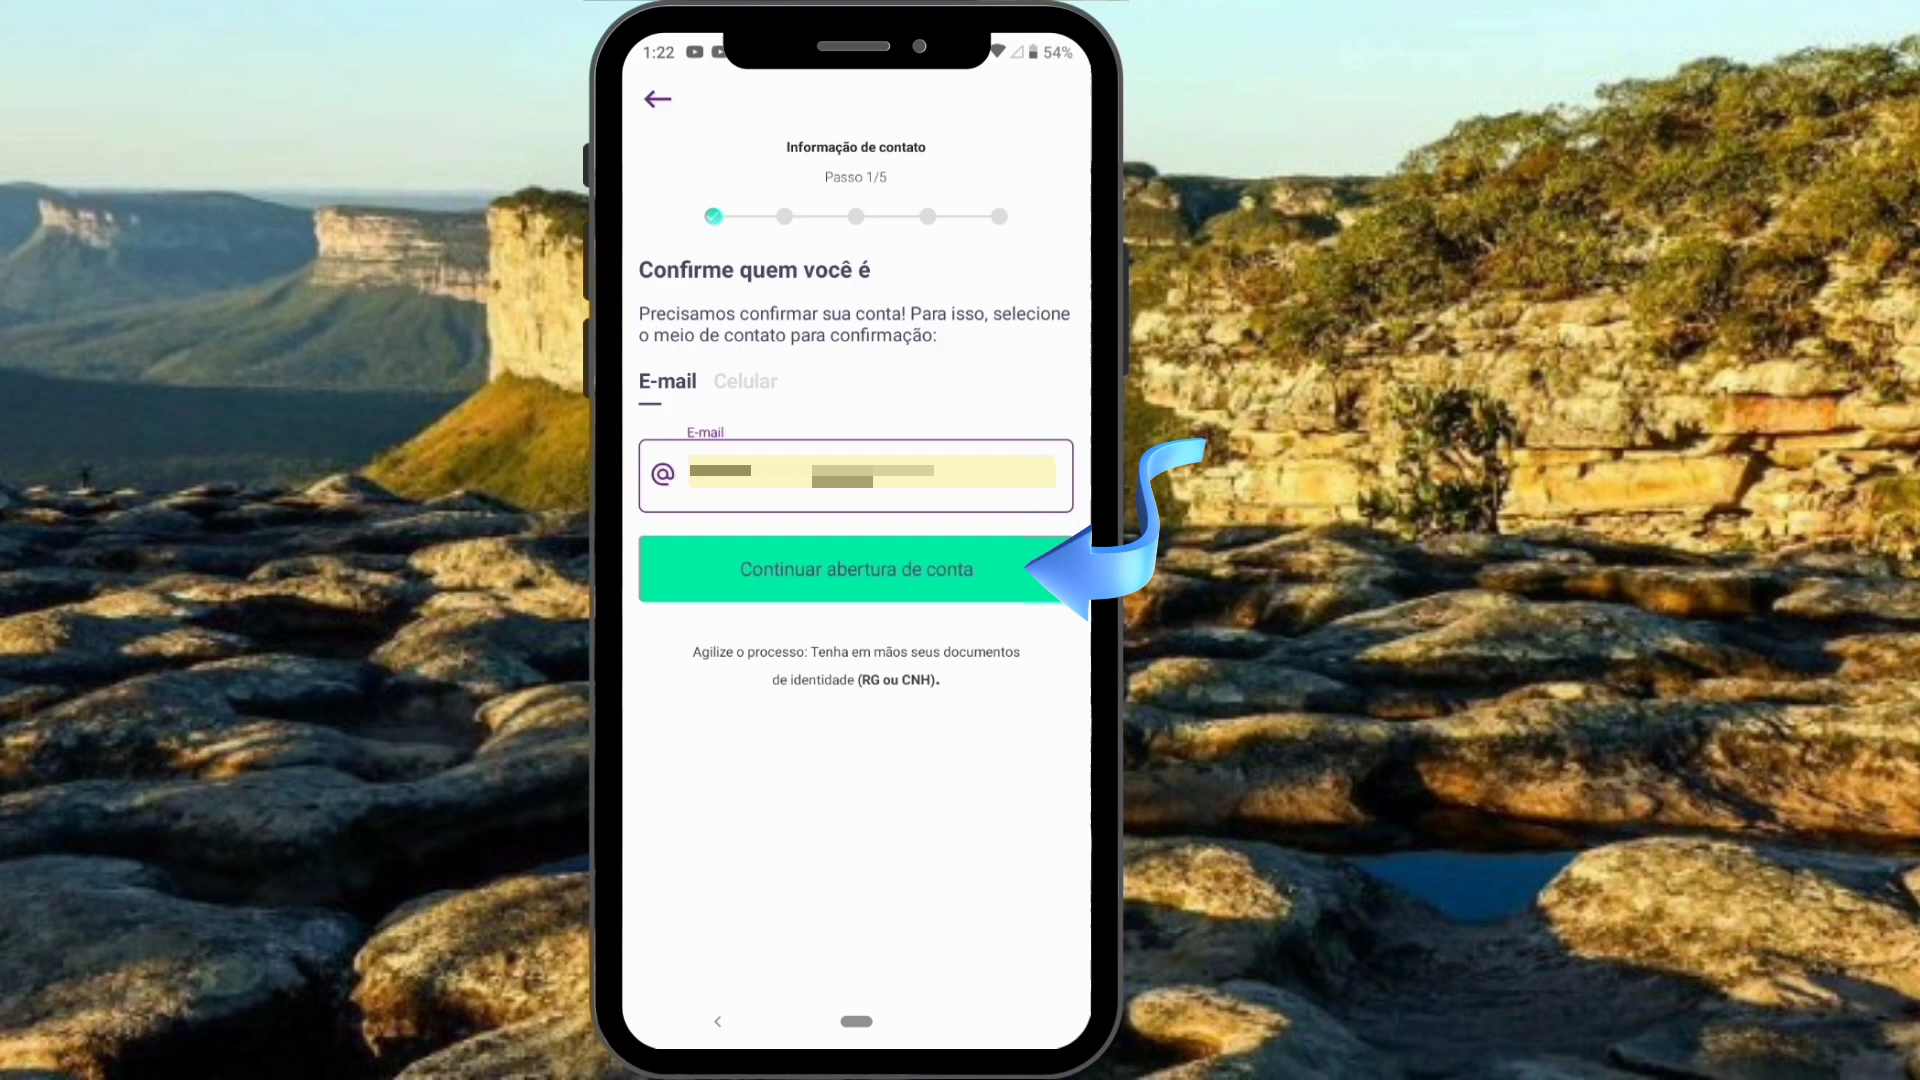 1:22
54%
Informação de contato
Passo 1/5
Confirme quem você é
Precisamos confirmar sua conta! Para isso, selecione
o meio de contato para confirmação:
E-mail Celular
E-mail
@
Continuar abertura de conta
Agilize o processo: Tenha em mãos seus documentos
de identidade (RG ou CNH).